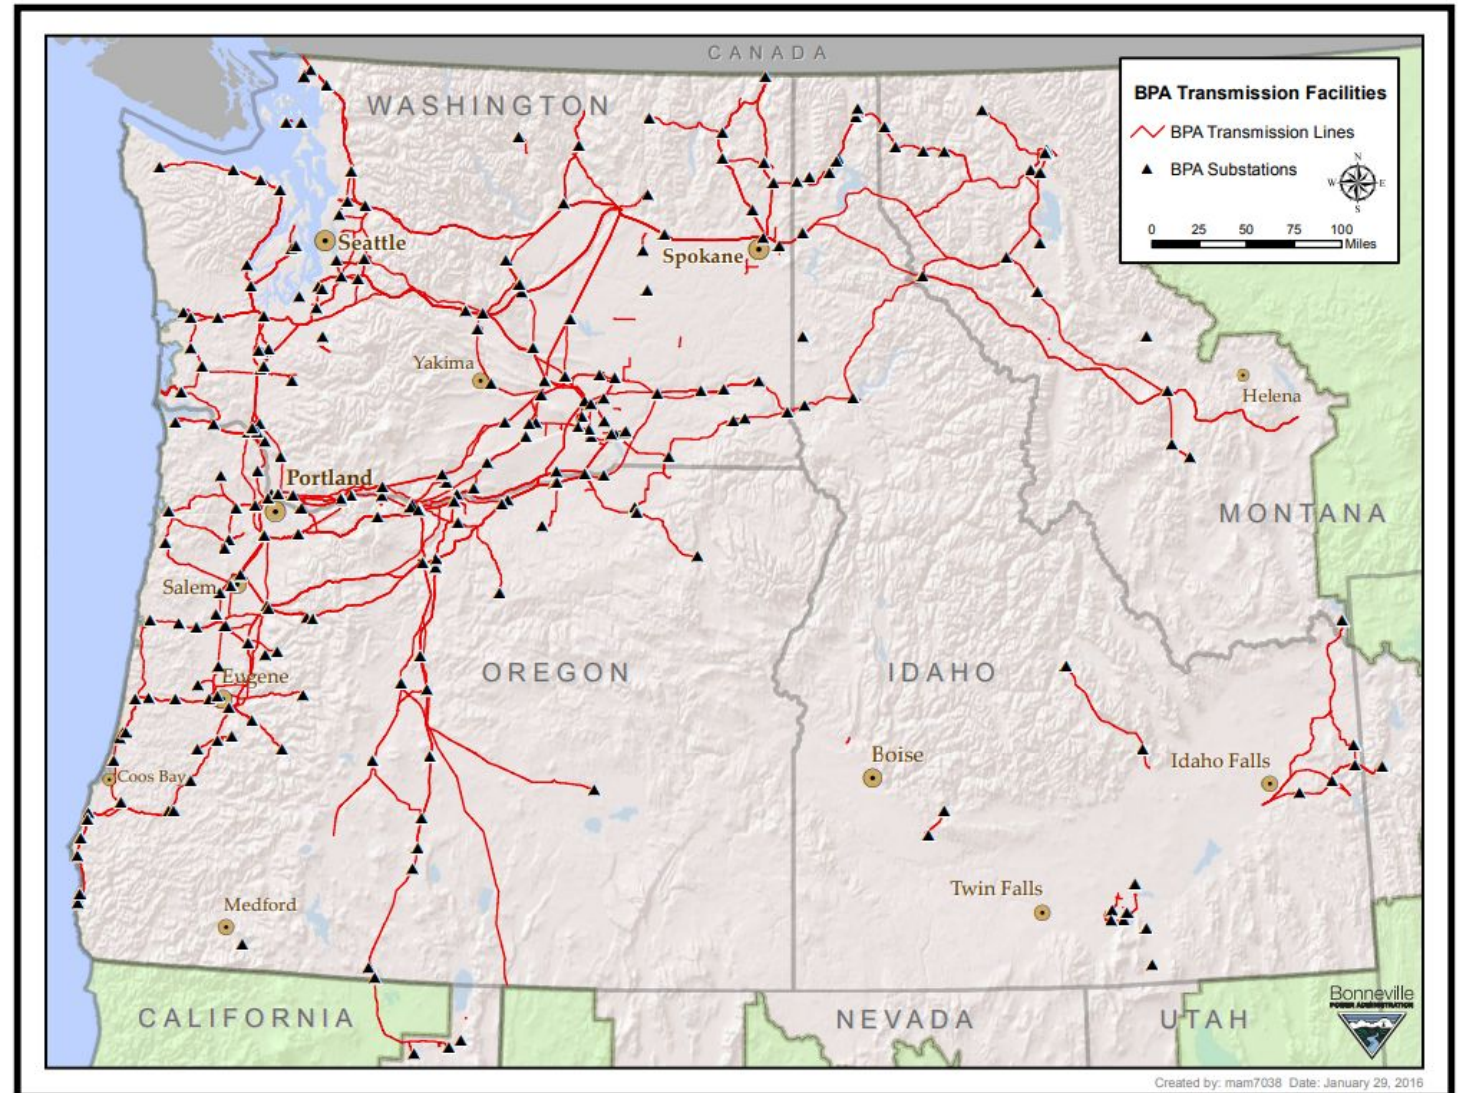 CANADA
WASHINGTON
BPA Transmission Facilities
BPA Transmission Lines
BPA Substations
N
W E
S
0 25 50 75 100
Miles
Seattle
Spokane
Yakima
Helena
Portland
MONTANA
Salem
OREGON
IDAHO
Eugene
Boise
Idaho Falls
Coos Bay
Twin Falls
Medford
CALIFORNIA
NEVADA
UTAH
Bonneville
POWER ADMINISTRATION
Created by: mam7038 Date: January 29, 2016